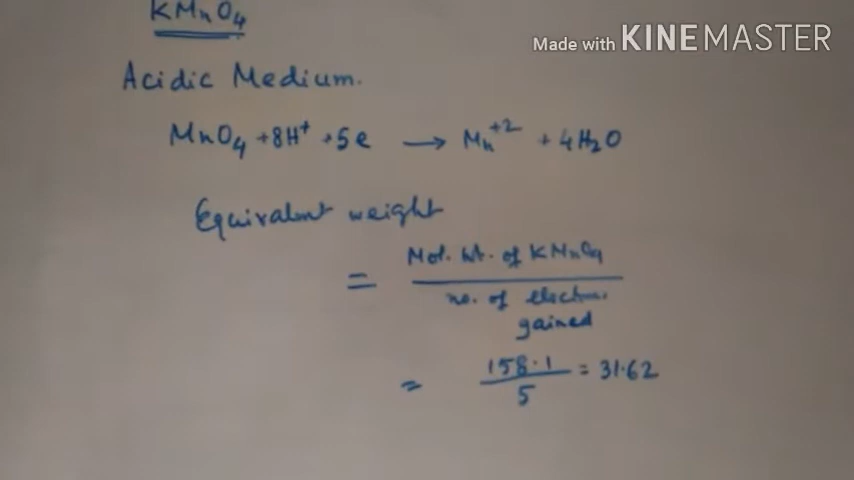 KMnO4
Made with KINEMASTER
Acidic Medium.
MnO4 + 8H+ + 5e → Mn+2 + 4H2O
Equivalent weight
= Mol. wt. of KMnO4
no. of electron.
gained
= 158.1 = 31.62
5